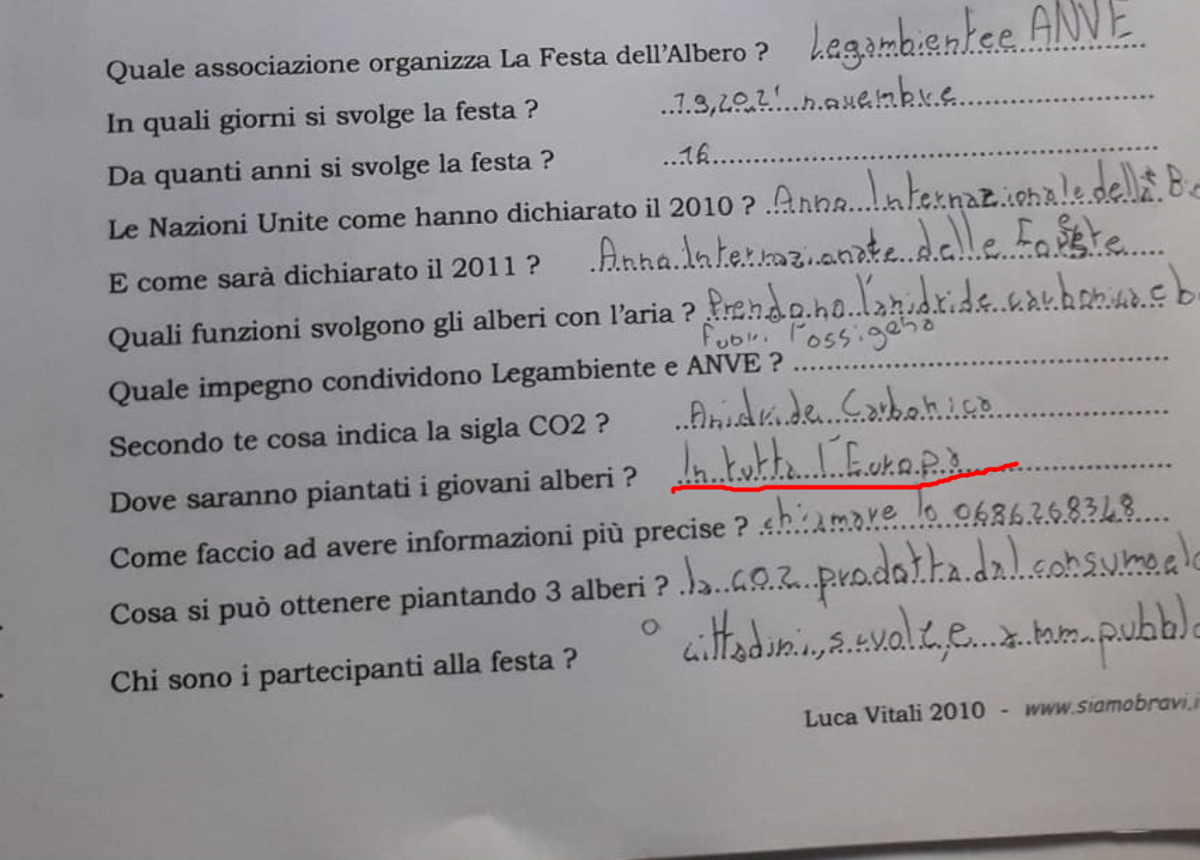 Quale associazione organizza La Festa dell'Albero ? Legambiente e ANVE
In quali giorni si svolge la festa ? 19,20,21 novembre
Da quanti anni si svolge la festa ? 16
Le Nazioni Unite come hanno dichiarato il 2010 ? Anno Internazionale della
E come sarà dichiarato il 2011 ? Anno Internazionale delle Foreste
Quali funzioni svolgono gli alberi con l'aria ? Prendono l'anidride carbonica e b
fuori l'ossigeno
Quale impegno condividono Legambiente e ANVE ?
Secondo te cosa indica la sigla CO2 ? Anidride Carbonica
Dove saranno piantati i giovani alberi ? In tutta l'Europa
Come faccio ad avere informazioni più precise ? chiamare lo 0686268348
Cosa si può ottenere piantando 3 alberi ? la CO2 prodotta dal consumo
Chi sono i partecipanti alla festa ? cittadini, scuole, e amm. pubbl
Luca Vitali 2010 - www.siamobravi.i